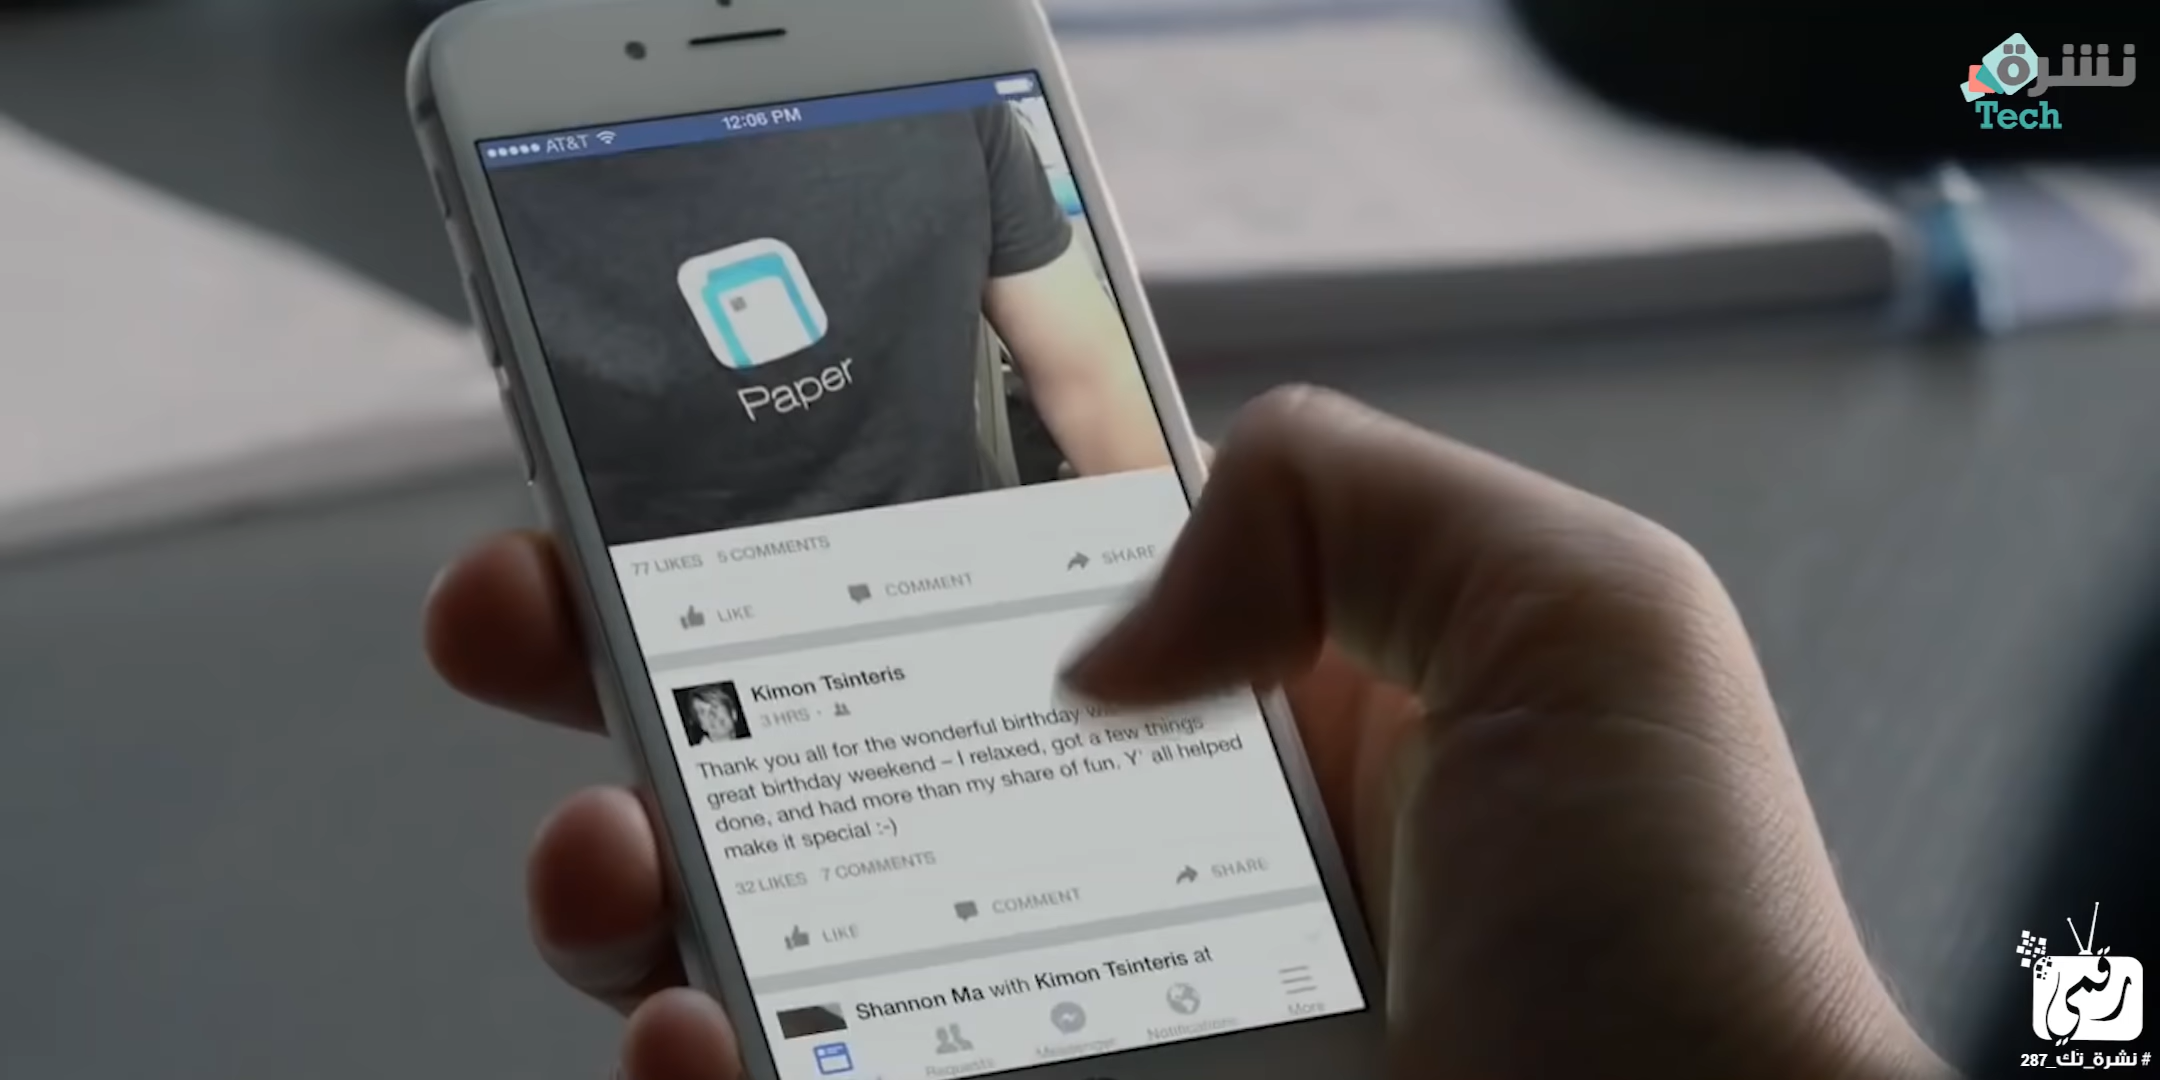 نشرة
Tech
AT&T 12:06 PM
Paper
77 LIKES 5 COMMENTS
LIKE COMMENT SHARE
Kimon Tsinteris
3 HRS ·
Thank you all for the wonderful birthday
great birthday weekend – I relaxed, got a few things
done, and had more than my share of fun. Y' all helped
make it special :-)
32 LIKES 7 COMMENTS
LIKE COMMENT SHARE
Shannon Ma with Kimon Tsinteris at
Requests Messenger Notifications More
رقمي
# نشرة_تك_287